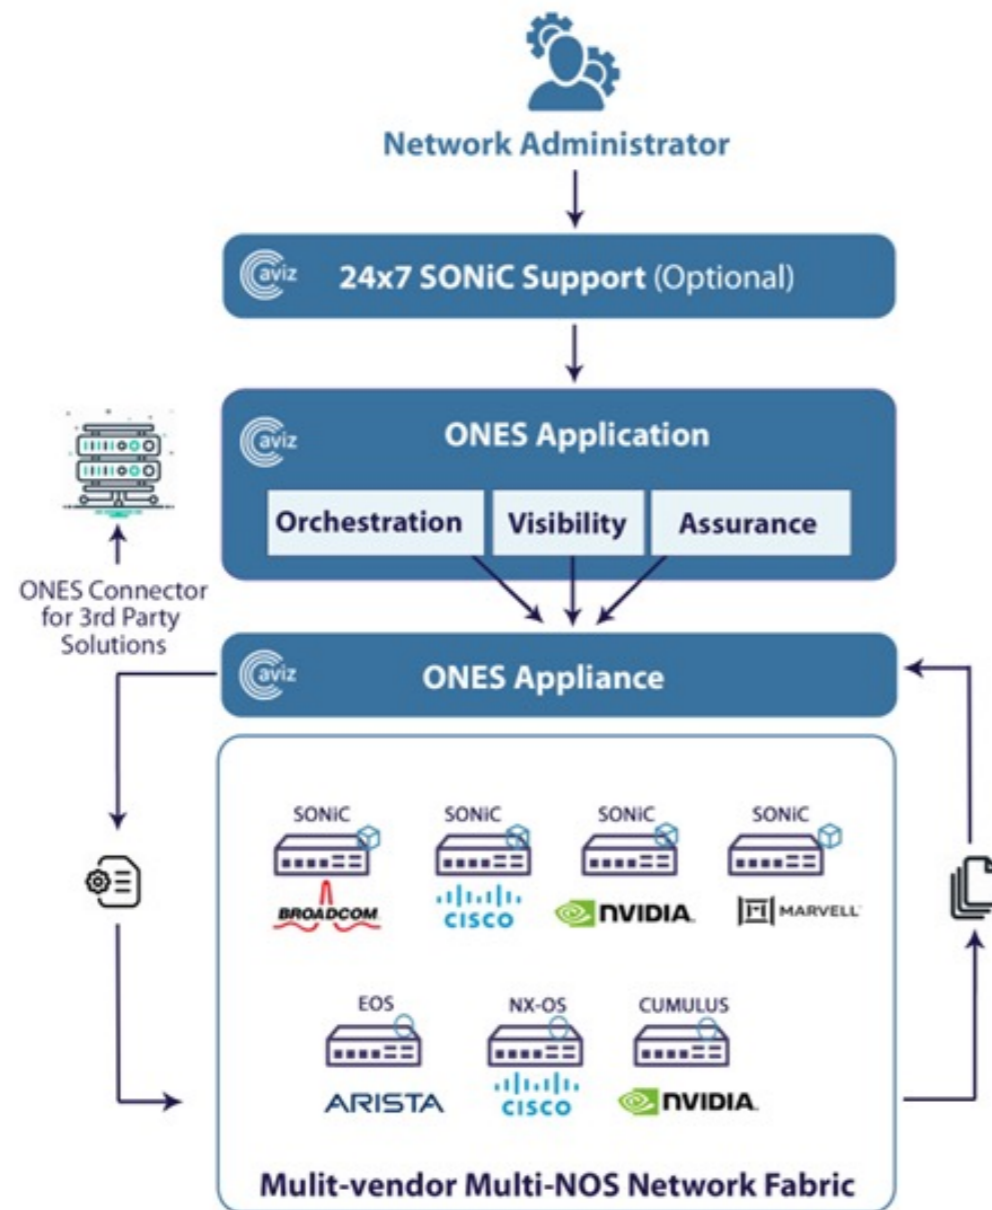 Network Administrator
aviz
24x7 SONiC Support (Optional)
aviz
ONES Application
Orchestration
Visibility
Assurance
ONES Connector
for 3rd Party
Solutions
aviz
ONES Appliance
SONiC
SONiC
SONiC
SONiC
BROADCOM
CISCO
NVIDIA.
MARVELL
EOS
NX-OS
CUMULUS
ARISTA
CISCO
NVIDIA.
Mulit-vendor Multi-NOS Network Fabric